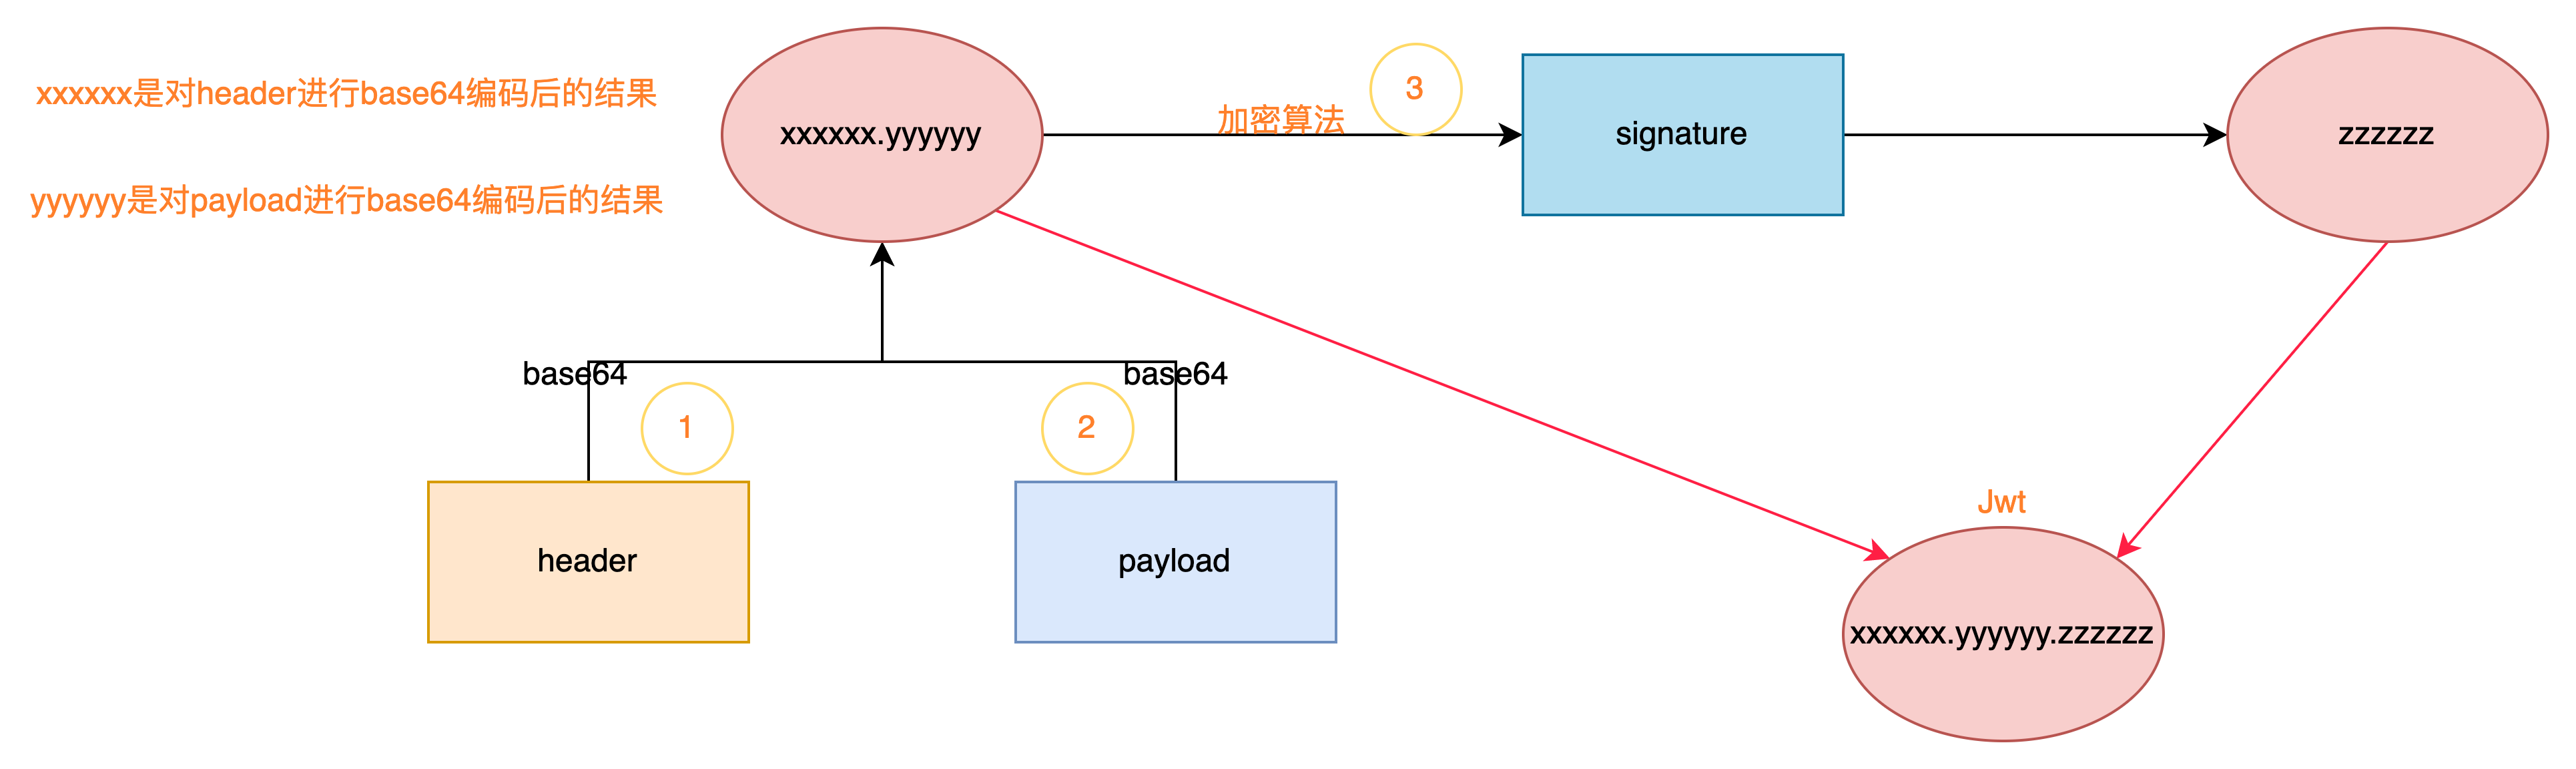 xxxxxx是对header进行base64编码后的结果
yyyyyy是对payload进行base64编码后的结果
xxxxxx.yyyyyy
加密算法
3
signature
zzzzzz
base64
base64
1
2
header
payload
Jwt
xxxxxx.yyyyyy.zzzzzz